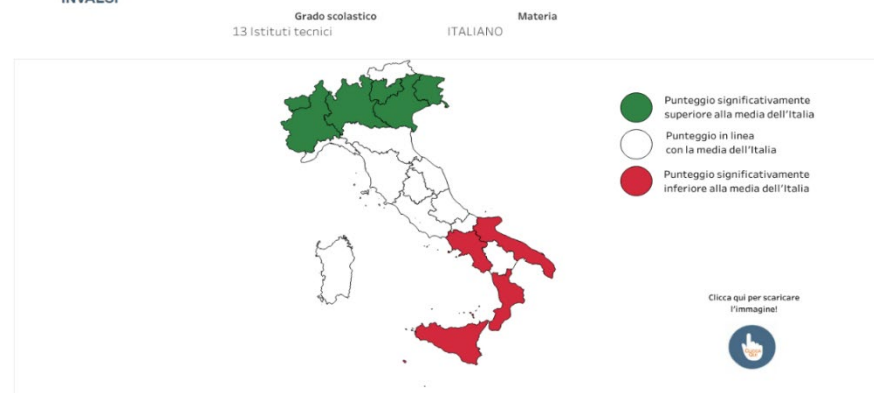 INVALSI
Grado scolastico
Materia
13 Istituti tecnici
ITALIANO
Punteggio significativamente
superiore alla media dell'Italia
Punteggio in linea
con la media dell'Italia
Punteggio significativamente
inferiore alla media dell'Italia
Clicca qui per scaricare
l'immagine!